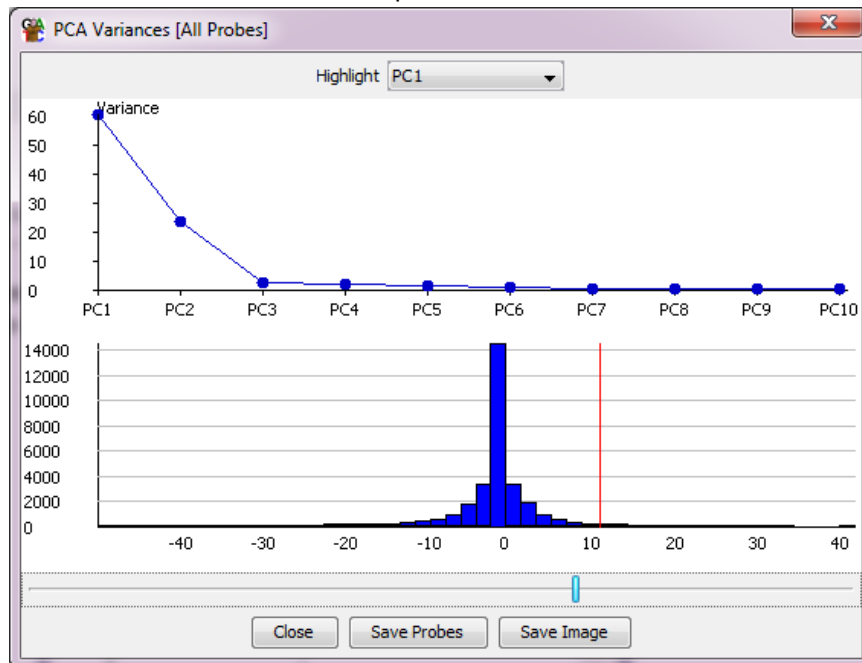 PCA Variances [All Probes]
Highlight PC1
Variance
60
50
40
30
20
10
0
PC1 PC2 PC3 PC4 PC5 PC6 PC7 PC8 PC9 PC10
14000
12000
10000
8000
6000
4000
2000
0
-40 -30 -20 -10 0 10 20 30 40
Close Save Probes Save Image